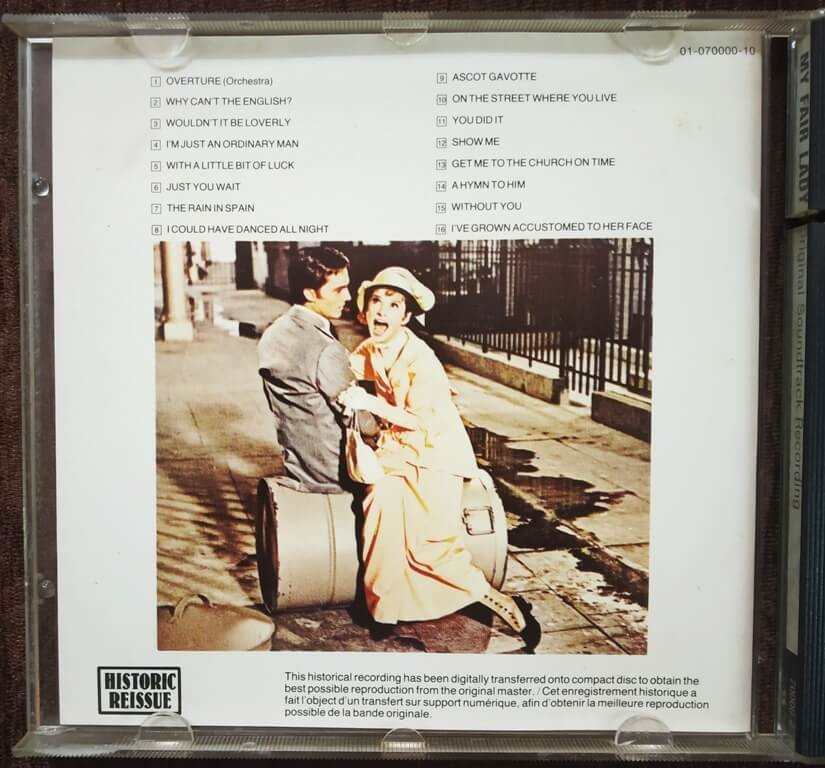 01-070000-10
1 OVERTURE (Orchestra)
2 WHY CAN'T THE ENGLISH?
3 WOULDN'T IT BE LOVERLY
4 I'M JUST AN ORDINARY MAN
5 WITH A LITTLE BIT OF LUCK
6 JUST YOU WAIT
7 THE RAIN IN SPAIN
8 I COULD HAVE DANCED ALL NIGHT
9 ASCOT GAVOTTE
10 ON THE STREET WHERE YOU LIVE
11 YOU DID IT
12 SHOW ME
13 GET ME TO THE CHURCH ON TIME
14 A HYMN TO HIM
15 WITHOUT YOU
16 I'VE GROWN ACCUSTOMED TO HER FACE
HISTORIC
REISSUE
This historical recording has been digitally transferred onto compact disc to obtain the
best possible reproduction from the original master. / Cet enregistrement historique a
fait l'object d'un transfert sur support numérique, afin d'obtenir la meilleure reproduction
possible de la bande originale.
MY FAIR LADY Original Soundtrack Recording